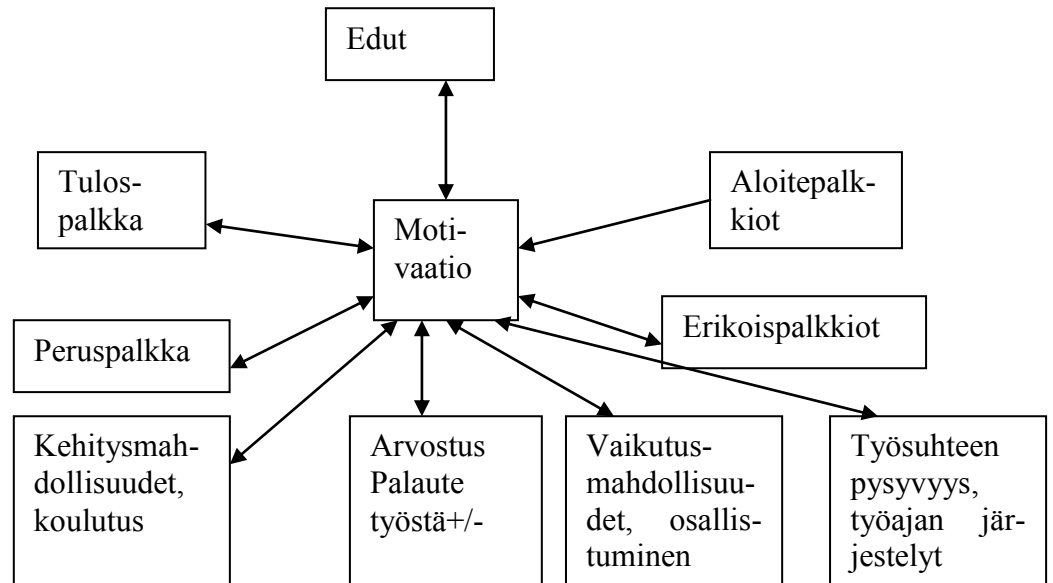 Edut
Tulos-
palkka
Aloitepalk-
kiot
Moti-
vaatio
Peruspalkka
Erikoispalkkiot
Kehitysmah-
dollisuudet,
koulutus
Arvostus
Palaute
työstä+/-
Vaikutus-
mahdollisuu-
det, osallis-
tuminen
Työsuhteen
pysyvyys,
työajan jär-
jestelyt